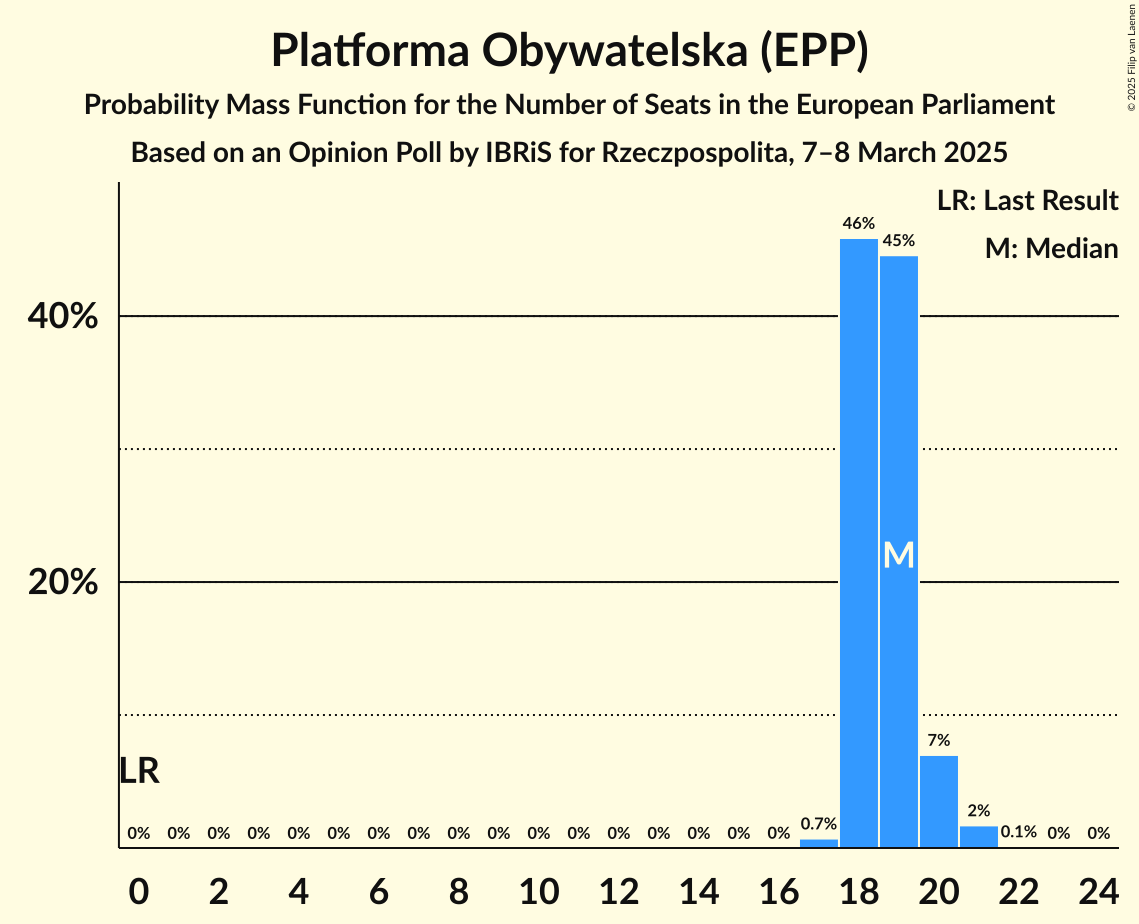 Platforma Obywatelska (EPP)
Probability Mass Function for the Number of Seats in the European Parliament
Based on an Opinion Poll by IBRiS for Rzeczpospolita, 7–8 March 2025
© 2025 Filip van Laenen
LR: Last Result
M: Median
46%
45%
40%
M
20%
7%
LR
2%
0% 0% 0% 0% 0% 0% 0% 0% 0% 0% 0% 0% 0% 0% 0% 0% 0% 0.7% 0.1% 0% 0%
0 2 4 6 8 10 12 14 16 18 20 22 24